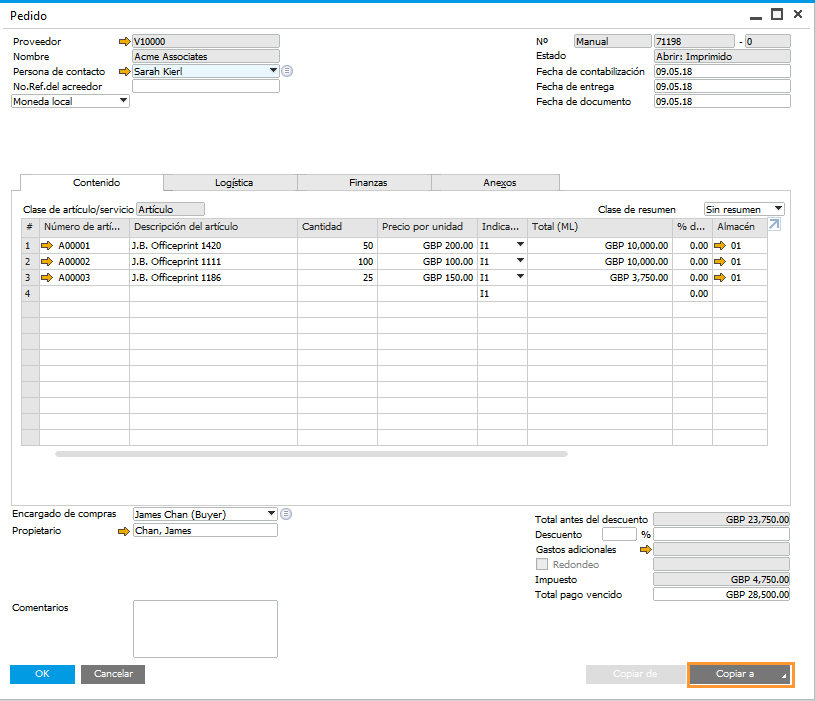 Pedido
Proveedor V10000
Nombre Acme Associates
Persona de contacto Sarah Kierl
No.Ref.del acreedor
Moneda local
Nº Manual 71198 - 0
Estado Abrir: Imprimido
Fecha de contabilización 09.05.18
Fecha de entrega 09.05.18
Fecha de documento 09.05.18
Contenido Logística Finanzas Anexos
Clase de artículo/servicio Artículo
Clase de resumen Sin resumen
# Número de artí... Descripción del artículo Cantidad Precio por unidad Indica... Total (ML) % d... Almacén
1 A00001 J.B. Officeprint 1420 50 GBP 200.00 I1 GBP 10,000.00 0.00 01
2 A00002 J.B. Officeprint 1111 100 GBP 100.00 I1 GBP 10,000.00 0.00 01
3 A00003 J.B. Officeprint 1186 25 GBP 150.00 I1 GBP 3,750.00 0.00 01
4 I1 0.00
Encargado de compras James Chan (Buyer)
Propietario Chan, James
Total antes del descuento GBP 23,750.00
Descuento %
Gastos adicionales
Redondeo
Impuesto GBP 4,750.00
Total pago vencido GBP 28,500.00
Comentarios
OK Cancelar Copiar de Copiar a